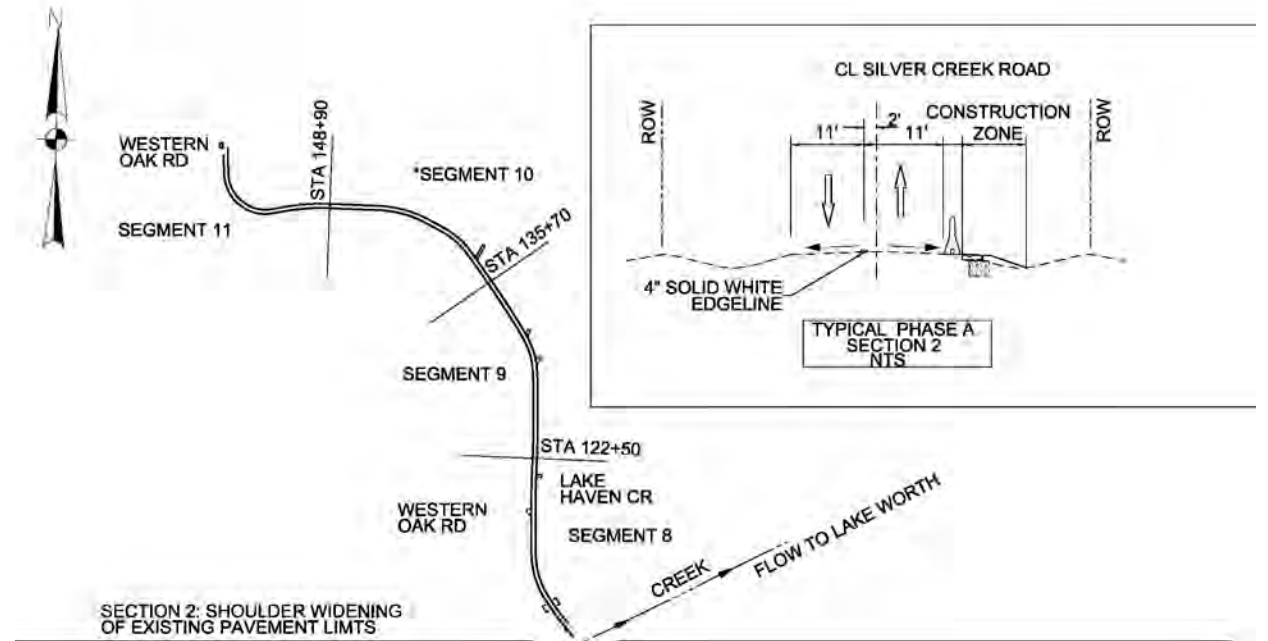 N
WESTERN
OAK RD
SEGMENT 11
STA 148+90
*SEGMENT 10
STA 135+70
SEGMENT 9
STA 122+50
LAKE
HAVEN CR
WESTERN
OAK RD
SEGMENT 8
CREEK
FLOW TO LAKE WORTH
SECTION 2: SHOULDER WIDENING
OF EXISTING PAVEMENT LIMTS
CL SILVER CREEK ROAD
ROW
ROW
CONSTRUCTION
ZONE
11'
2'
11'
4" SOLID WHITE
EDGELINE
TYPICAL PHASE A
SECTION 2
NTS